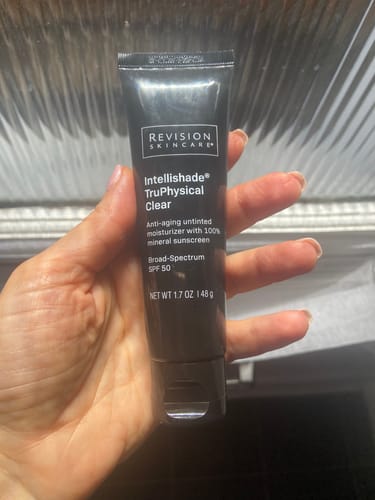 REVISION
SKINCARE®
Intellishade®
TruPhysical
Clear
Anti-aging untinted
moisturizer with 100%
mineral sunscreen
Broad-Spectrum
SPF 50
NET WT 1.7 OZ | 48 g